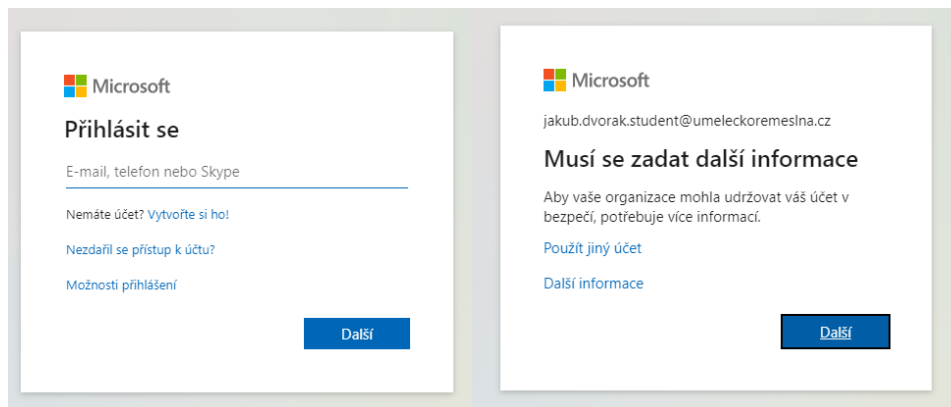 Microsoft
Přihlásit se
E-mail, telefon nebo Skype
Nemáte účet? Vytvořte si ho!
Nezdařil se přístup k účtu?
Možnosti přihlášení
Další
Microsoft
jakub.dvorak.student@umeleckoremeslna.cz
Musí se zadat další informace
Aby vaše organizace mohla udržovat váš účet v
bezpečí, potřebuje více informací.
Použít jiný účet
Další informace
Další